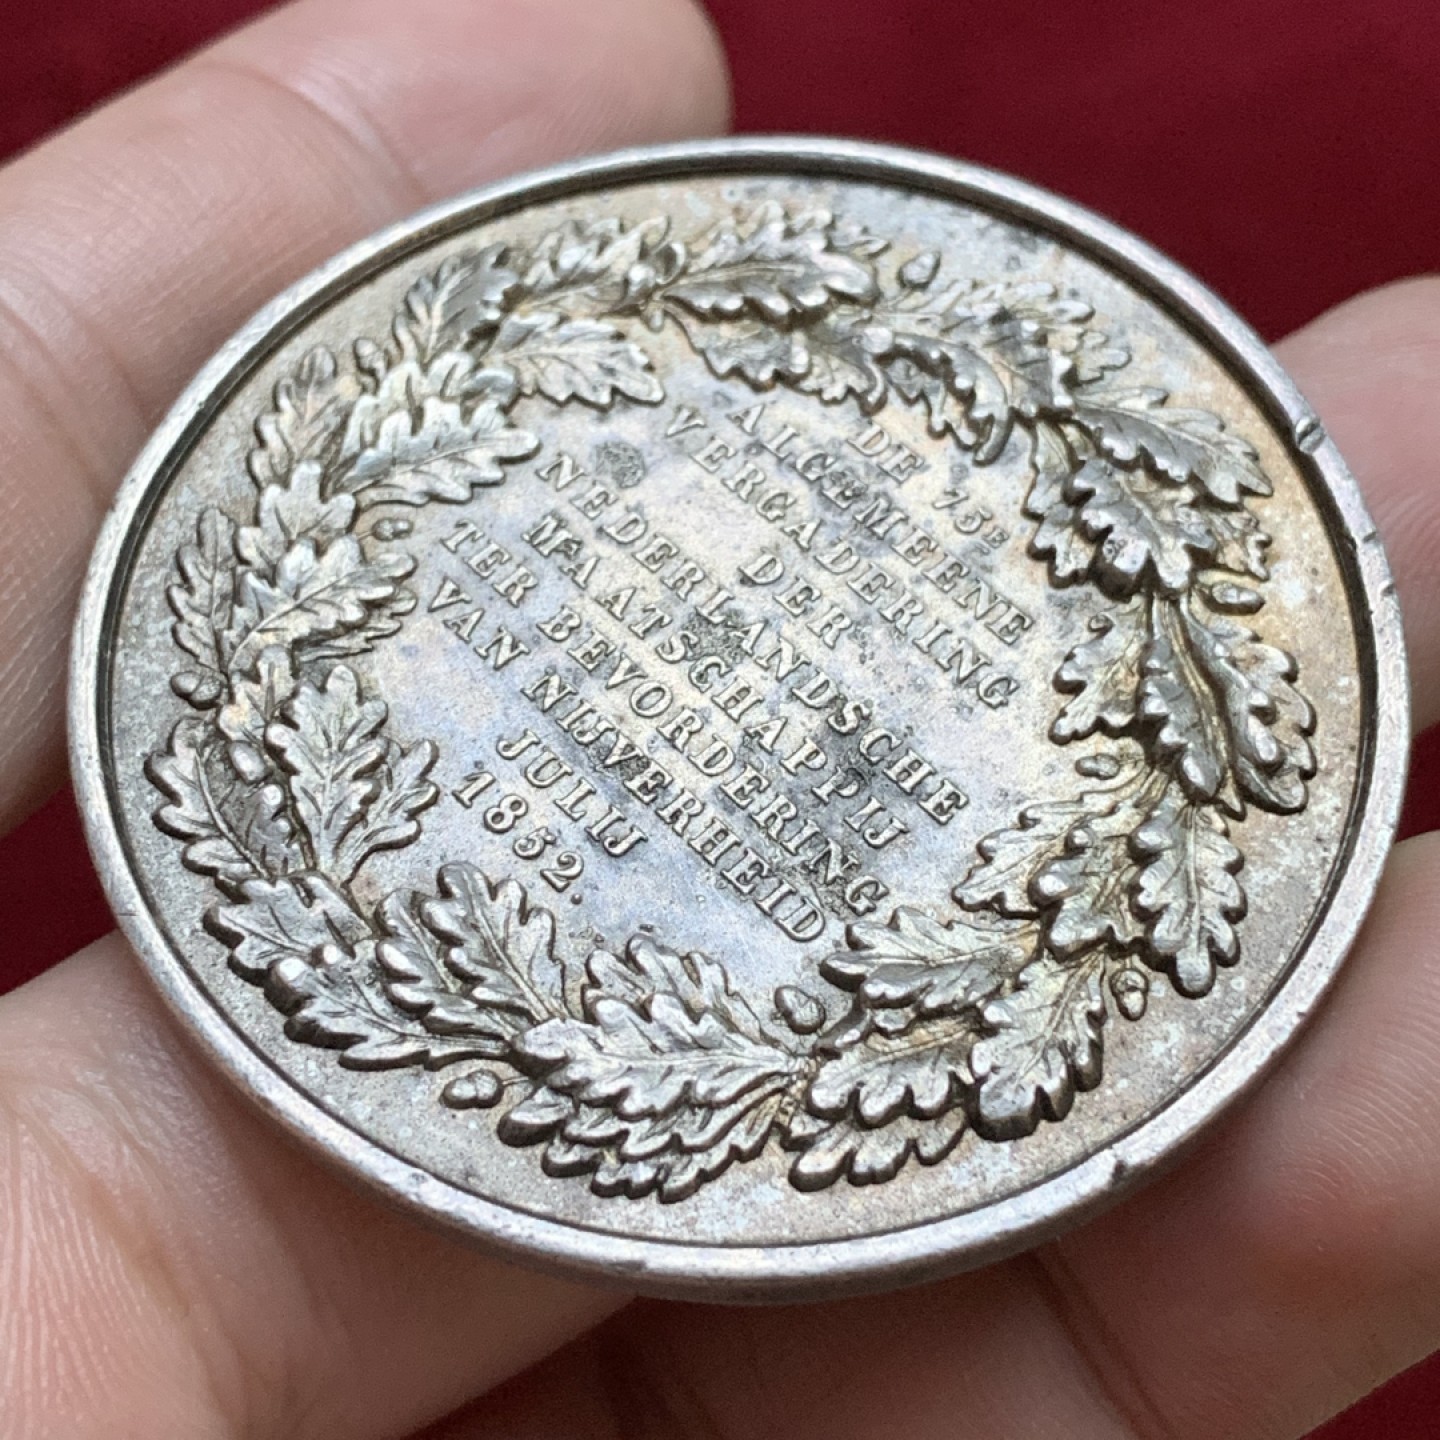 DE 75E
ALGEMEENE
VERGADERING
DER
NEDERLANDSCHE
MAATSCHAPPIJ
TER BEVORDERING
VAN NIJVERHEID
JULIJ
1852.